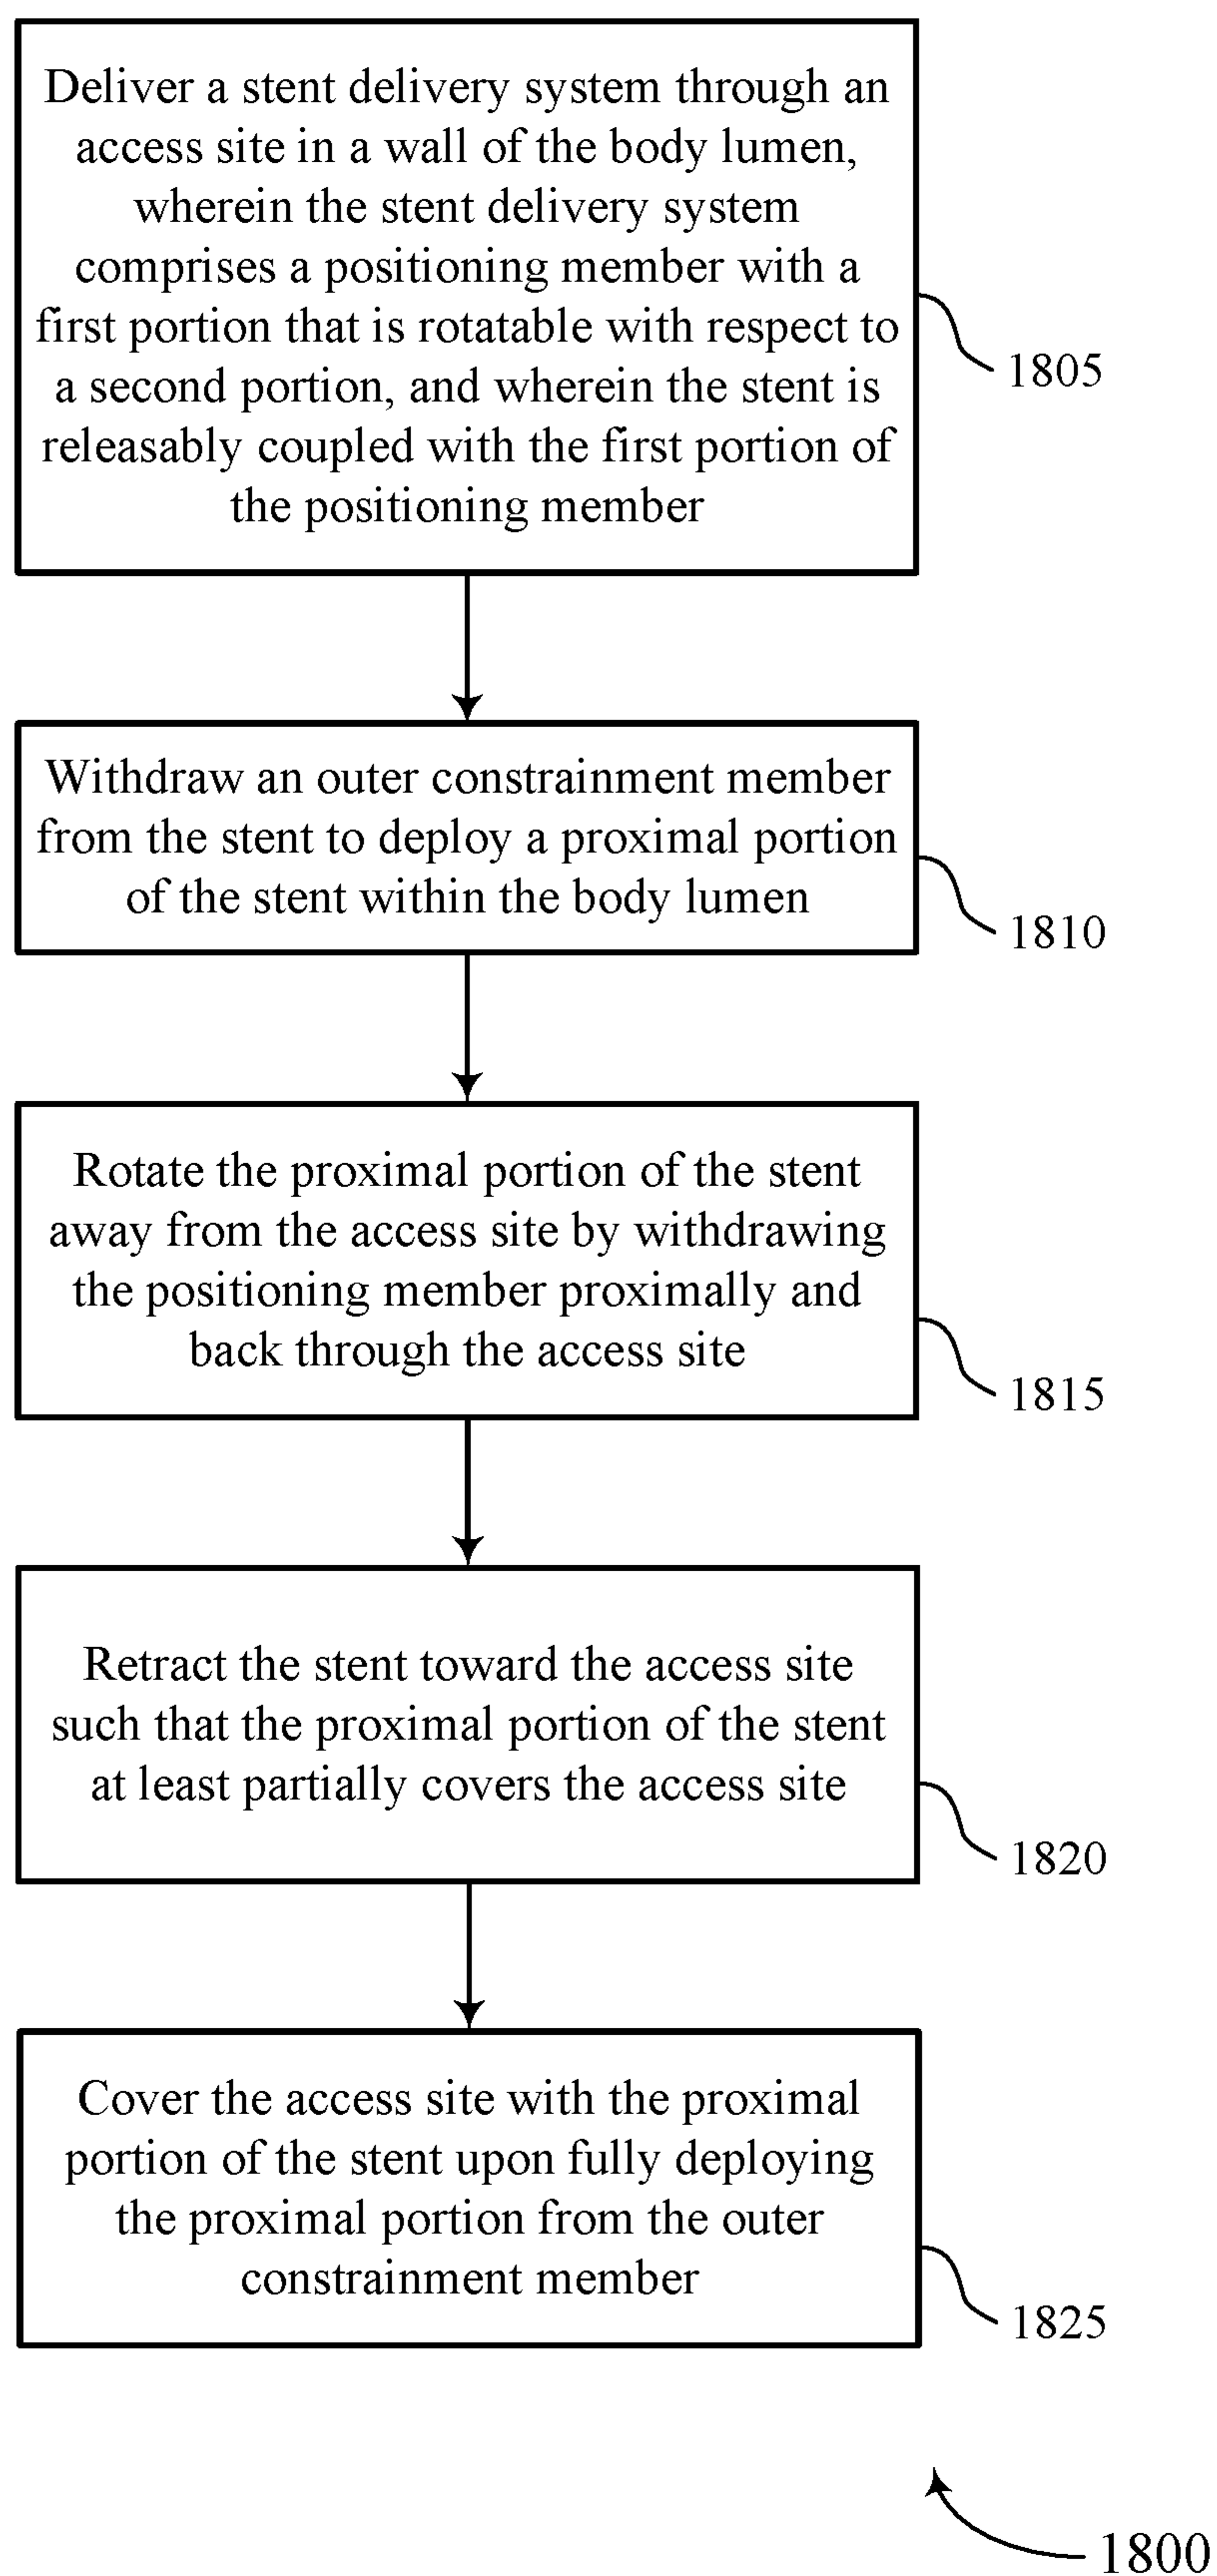 Deliver a stent delivery system through an
access site in a wall of the body lumen,
wherein the stent delivery system
comprises a positioning member with a
first portion that is rotatable with respect to
a second portion, and wherein the stent is
releasably coupled with the first portion of
the positioning member
1805
Withdraw an outer constrainment member
from the stent to deploy a proximal portion
of the stent within the body lumen
1810
Rotate the proximal portion of the stent
away from the access site by withdrawing
the positioning member proximally and
back through the access site
1815
Retract the stent toward the access site
such that the proximal portion of the stent
at least partially covers the access site
1820
Cover the access site with the proximal
portion of the stent upon fully deploying
the proximal portion from the outer
constrainment member
1825
1800